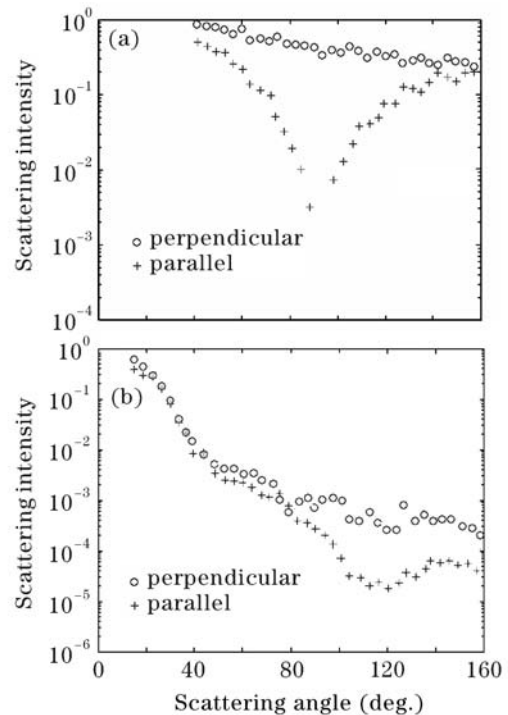 (a)
Scattering intensity
10^0
10^-1
10^-2
10^-3
10^-4
○ perpendicular
+ parallel
(b)
Scattering intensity
10^0
10^-1
10^-2
10^-3
10^-4
10^-5
10^-6
○ perpendicular
+ parallel
0 40 80 120 160
Scattering angle (deg.)